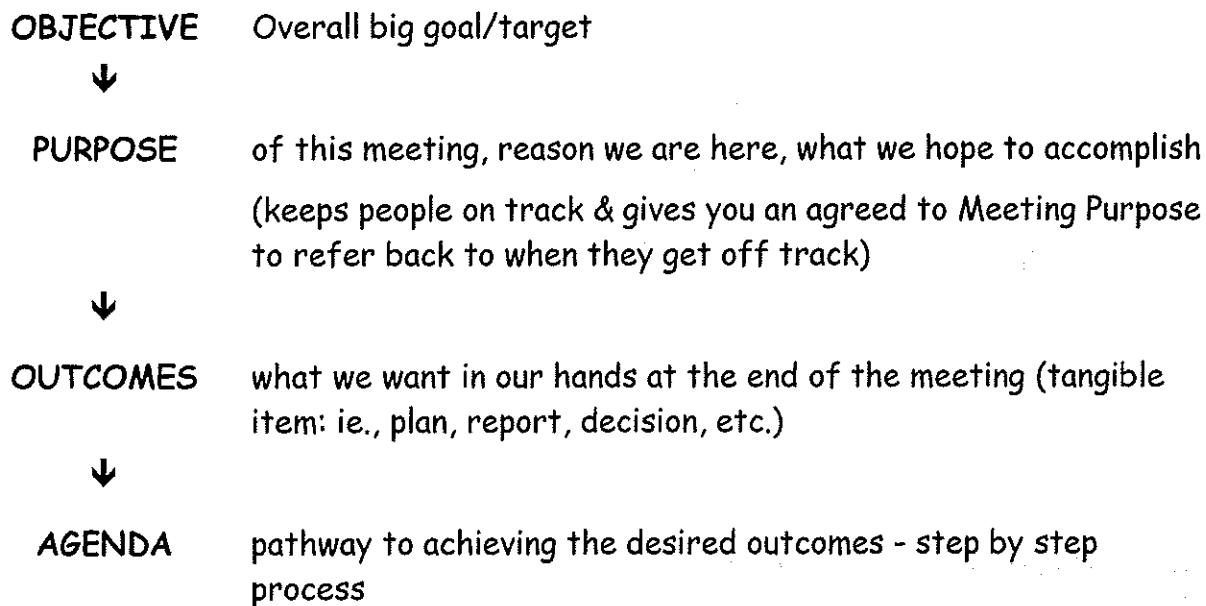 OBJECTIVE Overall big goal/target
PURPOSE of this meeting, reason we are here, what we hope to accomplish
(keeps people on track & gives you an agreed to Meeting Purpose
to refer back to when they get off track)
OUTCOMES what we want in our hands at the end of the meeting (tangible
item: ie., plan, report, decision, etc.)
AGENDA pathway to achieving the desired outcomes - step by step
process